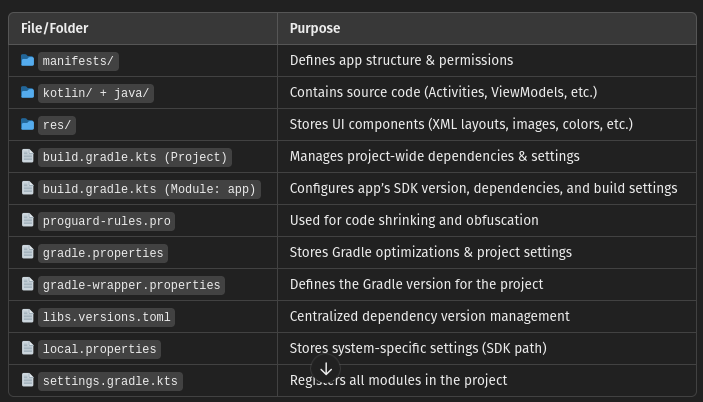 File/Folder Purpose
manifests/ Defines app structure & permissions
kotlin/ + java/ Contains source code (Activities, ViewModels, etc.)
res/ Stores UI components (XML layouts, images, colors, etc.)
build.gradle.kts (Project) Manages project-wide dependencies & settings
build.gradle.kts (Module: app) Configures app's SDK version, dependencies, and build settings
proguard-rules.pro Used for code shrinking and obfuscation
gradle.properties Stores Gradle optimizations & project settings
gradle-wrapper.properties Defines the Gradle version for the project
libs.versions.toml Centralized dependency version management
local.properties Stores system-specific settings (SDK path)
settings.gradle.kts Registers all modules in the project